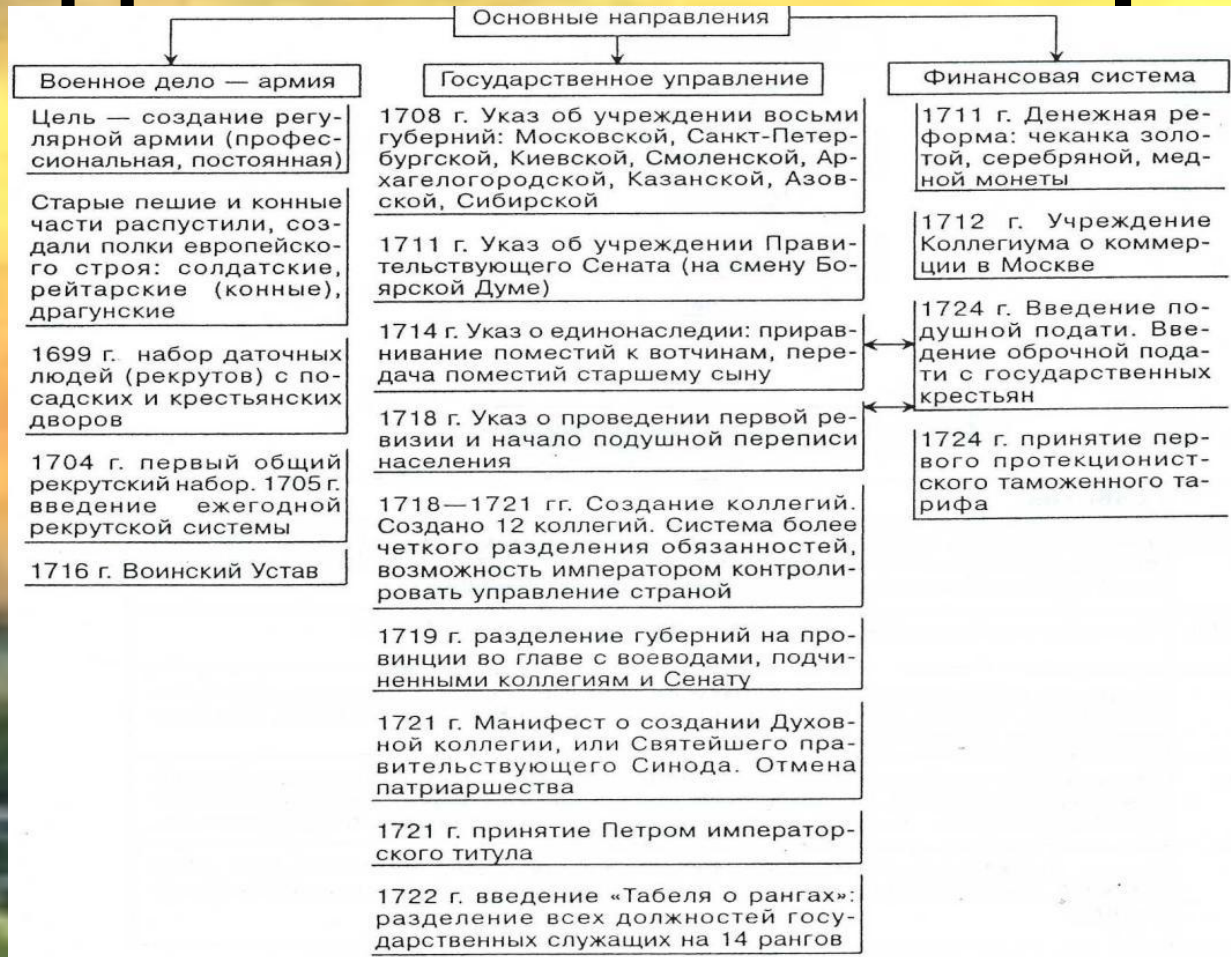 Основные направления
Военное дело — армия
Цель — создание регу-
лярной армии (профес-
сиональная, постоянная)
Старые пешие и конные
части распустили, соз-
дали полки европейско-
го строя: солдатские,
рейтарские (конные),
драгунские
1699 г. набор даточных
людей (рекрутов) с по-
садских и крестьянских
дворов
1704 г. первый общий
рекрутский набор. 1705 г.
введение ежегодной
рекрутской системы
1716 г. Воинский Устав
Государственное управление
1708 г. Указ об учреждении восьми
губерний: Московской, Санкт-Петер-
бургской, Киевской, Смоленской, Ар-
хагелогородской, Казанской, Азов-
ской, Сибирской
1711 г. Указ об учреждении Прави-
тельствующего Сената (на смену Бо-
ярской Думе)
1714 г. Указ о единонаследии: прирав-
нивание поместий к вотчинам, пере-
дача поместий старшему сыну
1718 г. Указ о проведении первой ре-
визии и начало подушной переписи
населения
1718—1721 гг. Создание коллегий.
Создано 12 коллегий. Система более
четкого разделения обязанностей,
возможность императором контроли-
ровать управление страной
1719 г. разделение губерний на про-
винции во главе с воеводами, подчи-
ненными коллегиям и Сенату
1721 г. Манифест о создании Духов-
ной коллегии, или Святейшего пра-
вительствующего Синода. Отмена
патриаршества
1721 г. принятие Петром император-
ского титула
1722 г. введение «Табеля о рангах»:
разделение всех должностей госу-
дарственных служащих на 14 рангов
Финансовая система
1711 г. Денежная ре-
форма: чеканка золо-
той, серебряной, мед-
ной монеты
1712 г. Учреждение
Коллегиума о коммер-
ции в Москве
1724 г. Введение по-
душной подати. Вве-
дение оброчной пода-
ти с государственных
крестьян
1724 г. принятие пер-
вого протекционист-
ского таможенного та-
рифа